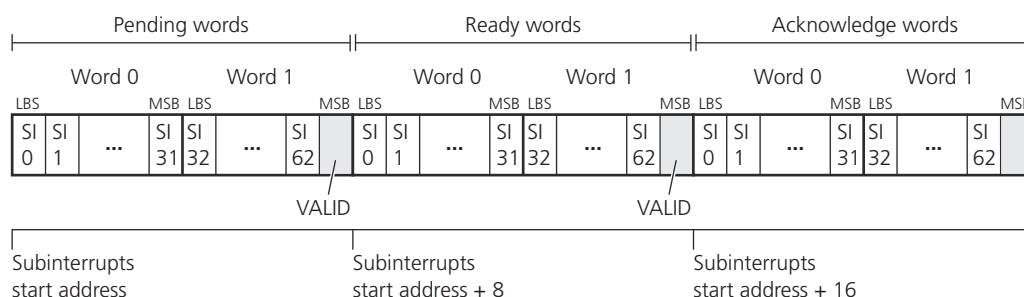 Pending words Ready words Acknowledge words
Word 0 Word 1 Word 0 Word 1 Word 0 Word 1
LBS MSB LBS MSB LBS MSB LBS MSB LBS MSB LBS
SI SI SI SI SI SI SI SI SI SI SI SI SI SI SI
0 1 ... 31 32 ... 62 0 1 ... 31 32 ... 62 0 1 ... 31 32 ... 62
VALID VALID
Subinterrupts Subinterrupts Subinterrupts
start address start address + 8 start address + 16